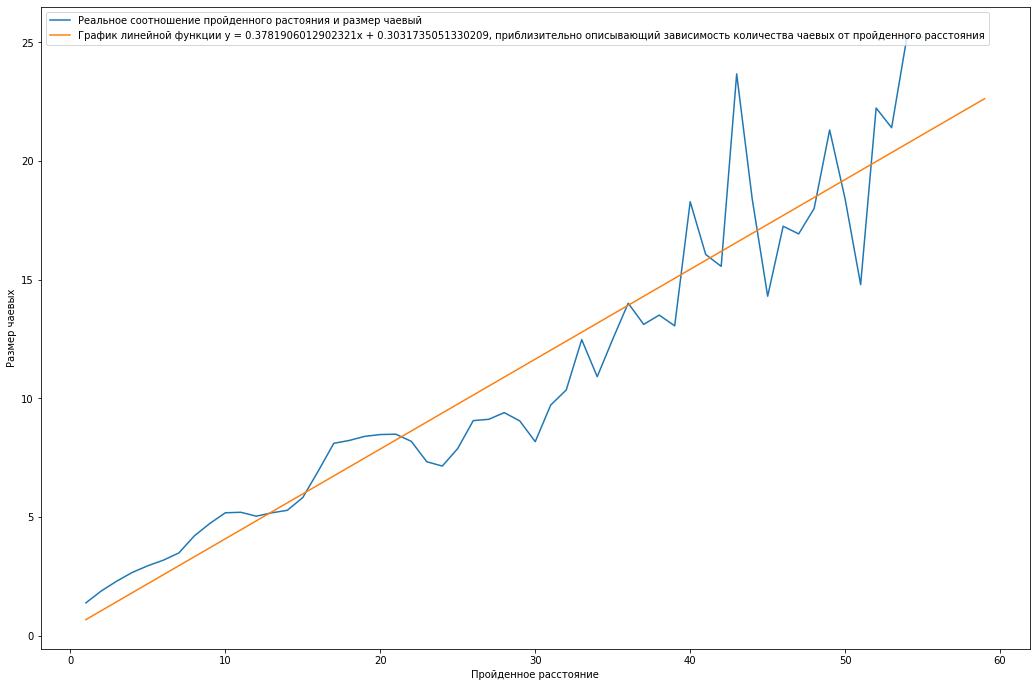 Реальное соотношение пройденного растояния и размер чаевый
График линейной функции y = 0.3781906012902321x + 0.3031735051330209, приблизительно описывающий зависимость количества чаевых от пройденного расстояния
25
20
15
10
5
0
Размер чаевых
0 10 20 30 40 50 60
Пройденное расстояние